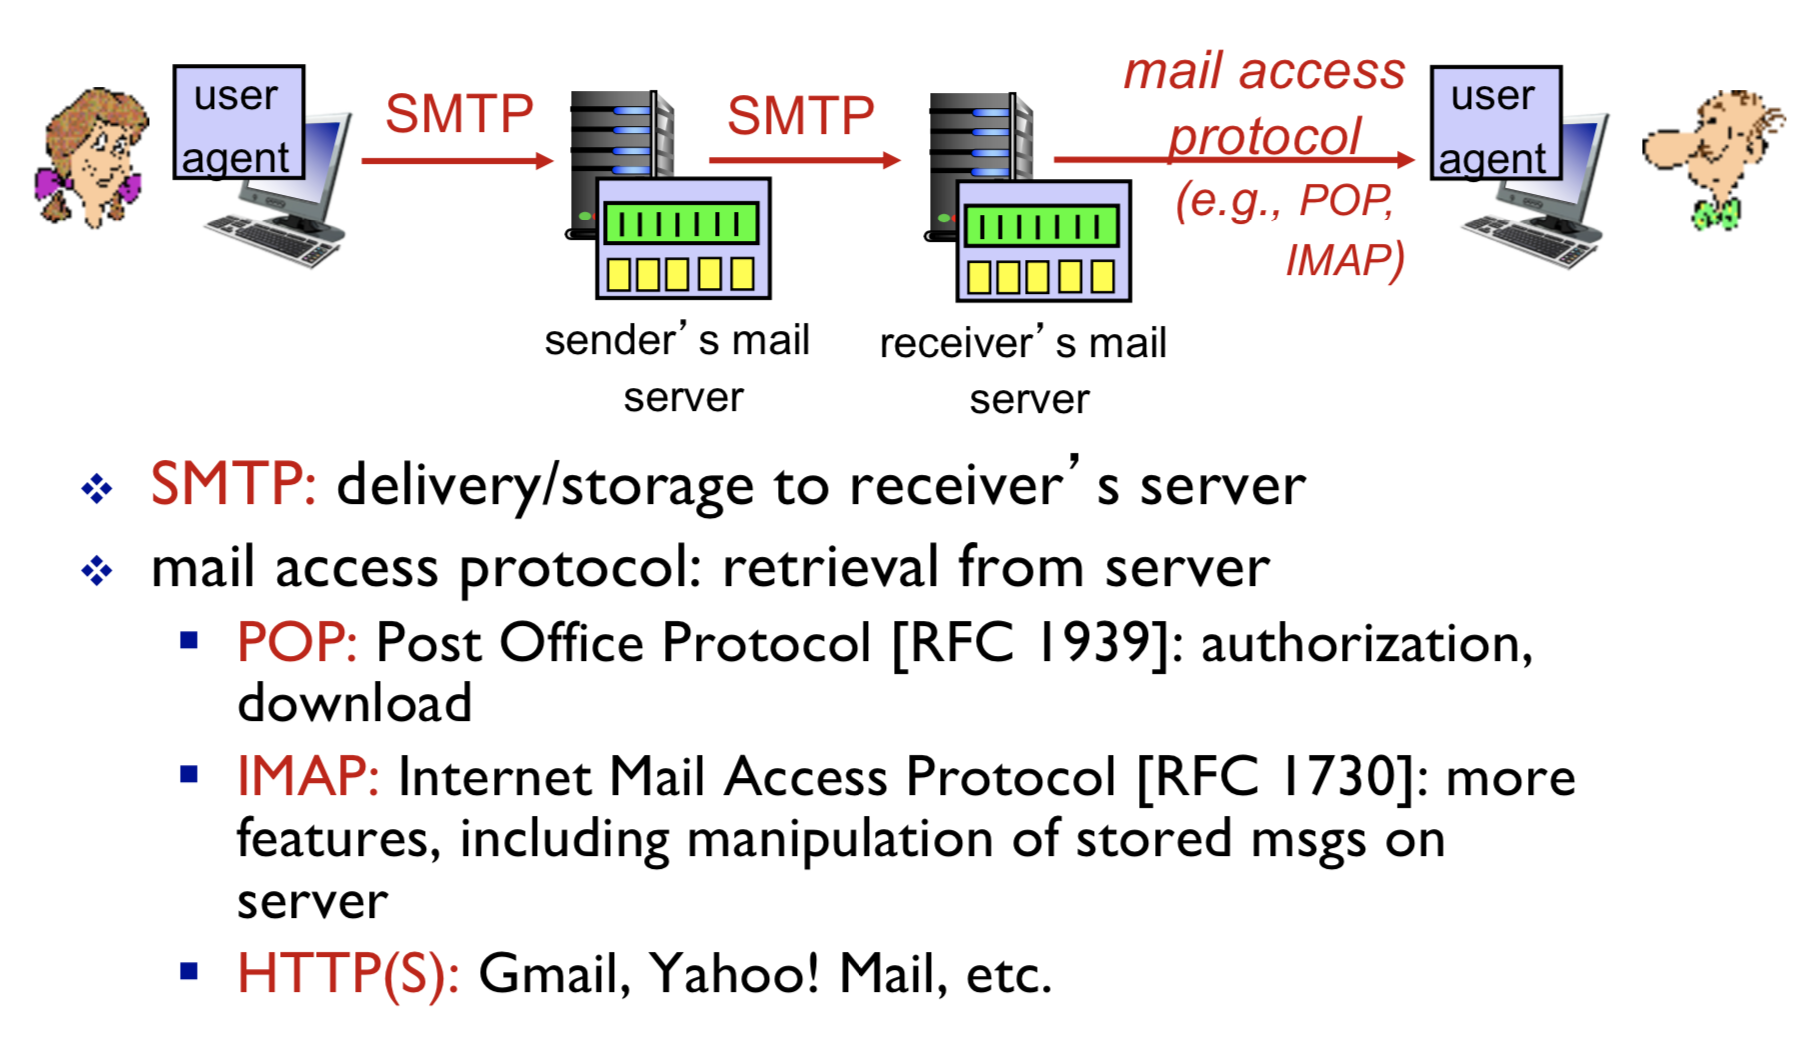 user
agent
SMTP
SMTP
mail access
protocol
(e.g., POP,
IMAP)
user
agent
sender’s mail
server
receiver’s mail
server
SMTP: delivery/storage to receiver’s server
mail access protocol: retrieval from server
POP: Post Office Protocol [RFC 1939]: authorization,
download
IMAP: Internet Mail Access Protocol [RFC 1730]: more
features, including manipulation of stored msgs on
server
HTTP(S): Gmail, Yahoo! Mail, etc.